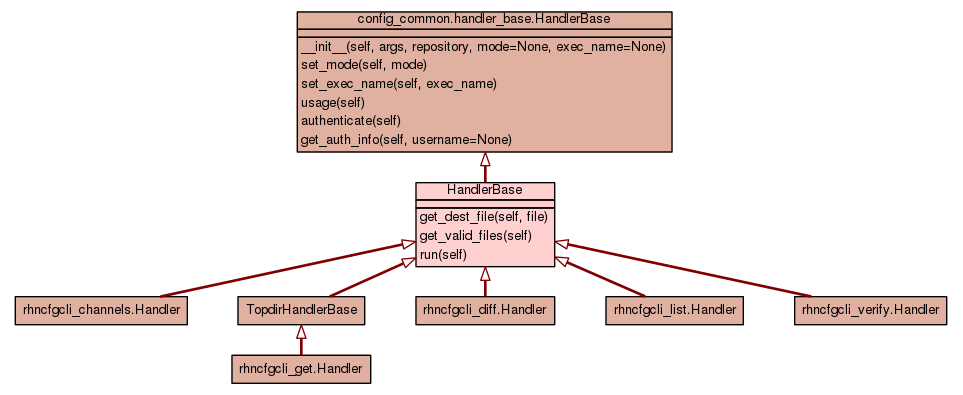 config_common.handler_base.HandlerBase
__init__(self, args, repository, mode=None, exec_name=None)
set_mode(self, mode)
set_exec_name(self, exec_name)
usage(self)
authenticate(self)
get_auth_info(self, username=None)
HandlerBase
get_dest_file(self, file)
get_valid_files(self)
run(self)
rhncfgcli_channels.Handler
TopdirHandlerBase
rhncfgcli_diff.Handler
rhncfgcli_list.Handler
rhncfgcli_verify.Handler
rhncfgcli_get.Handler